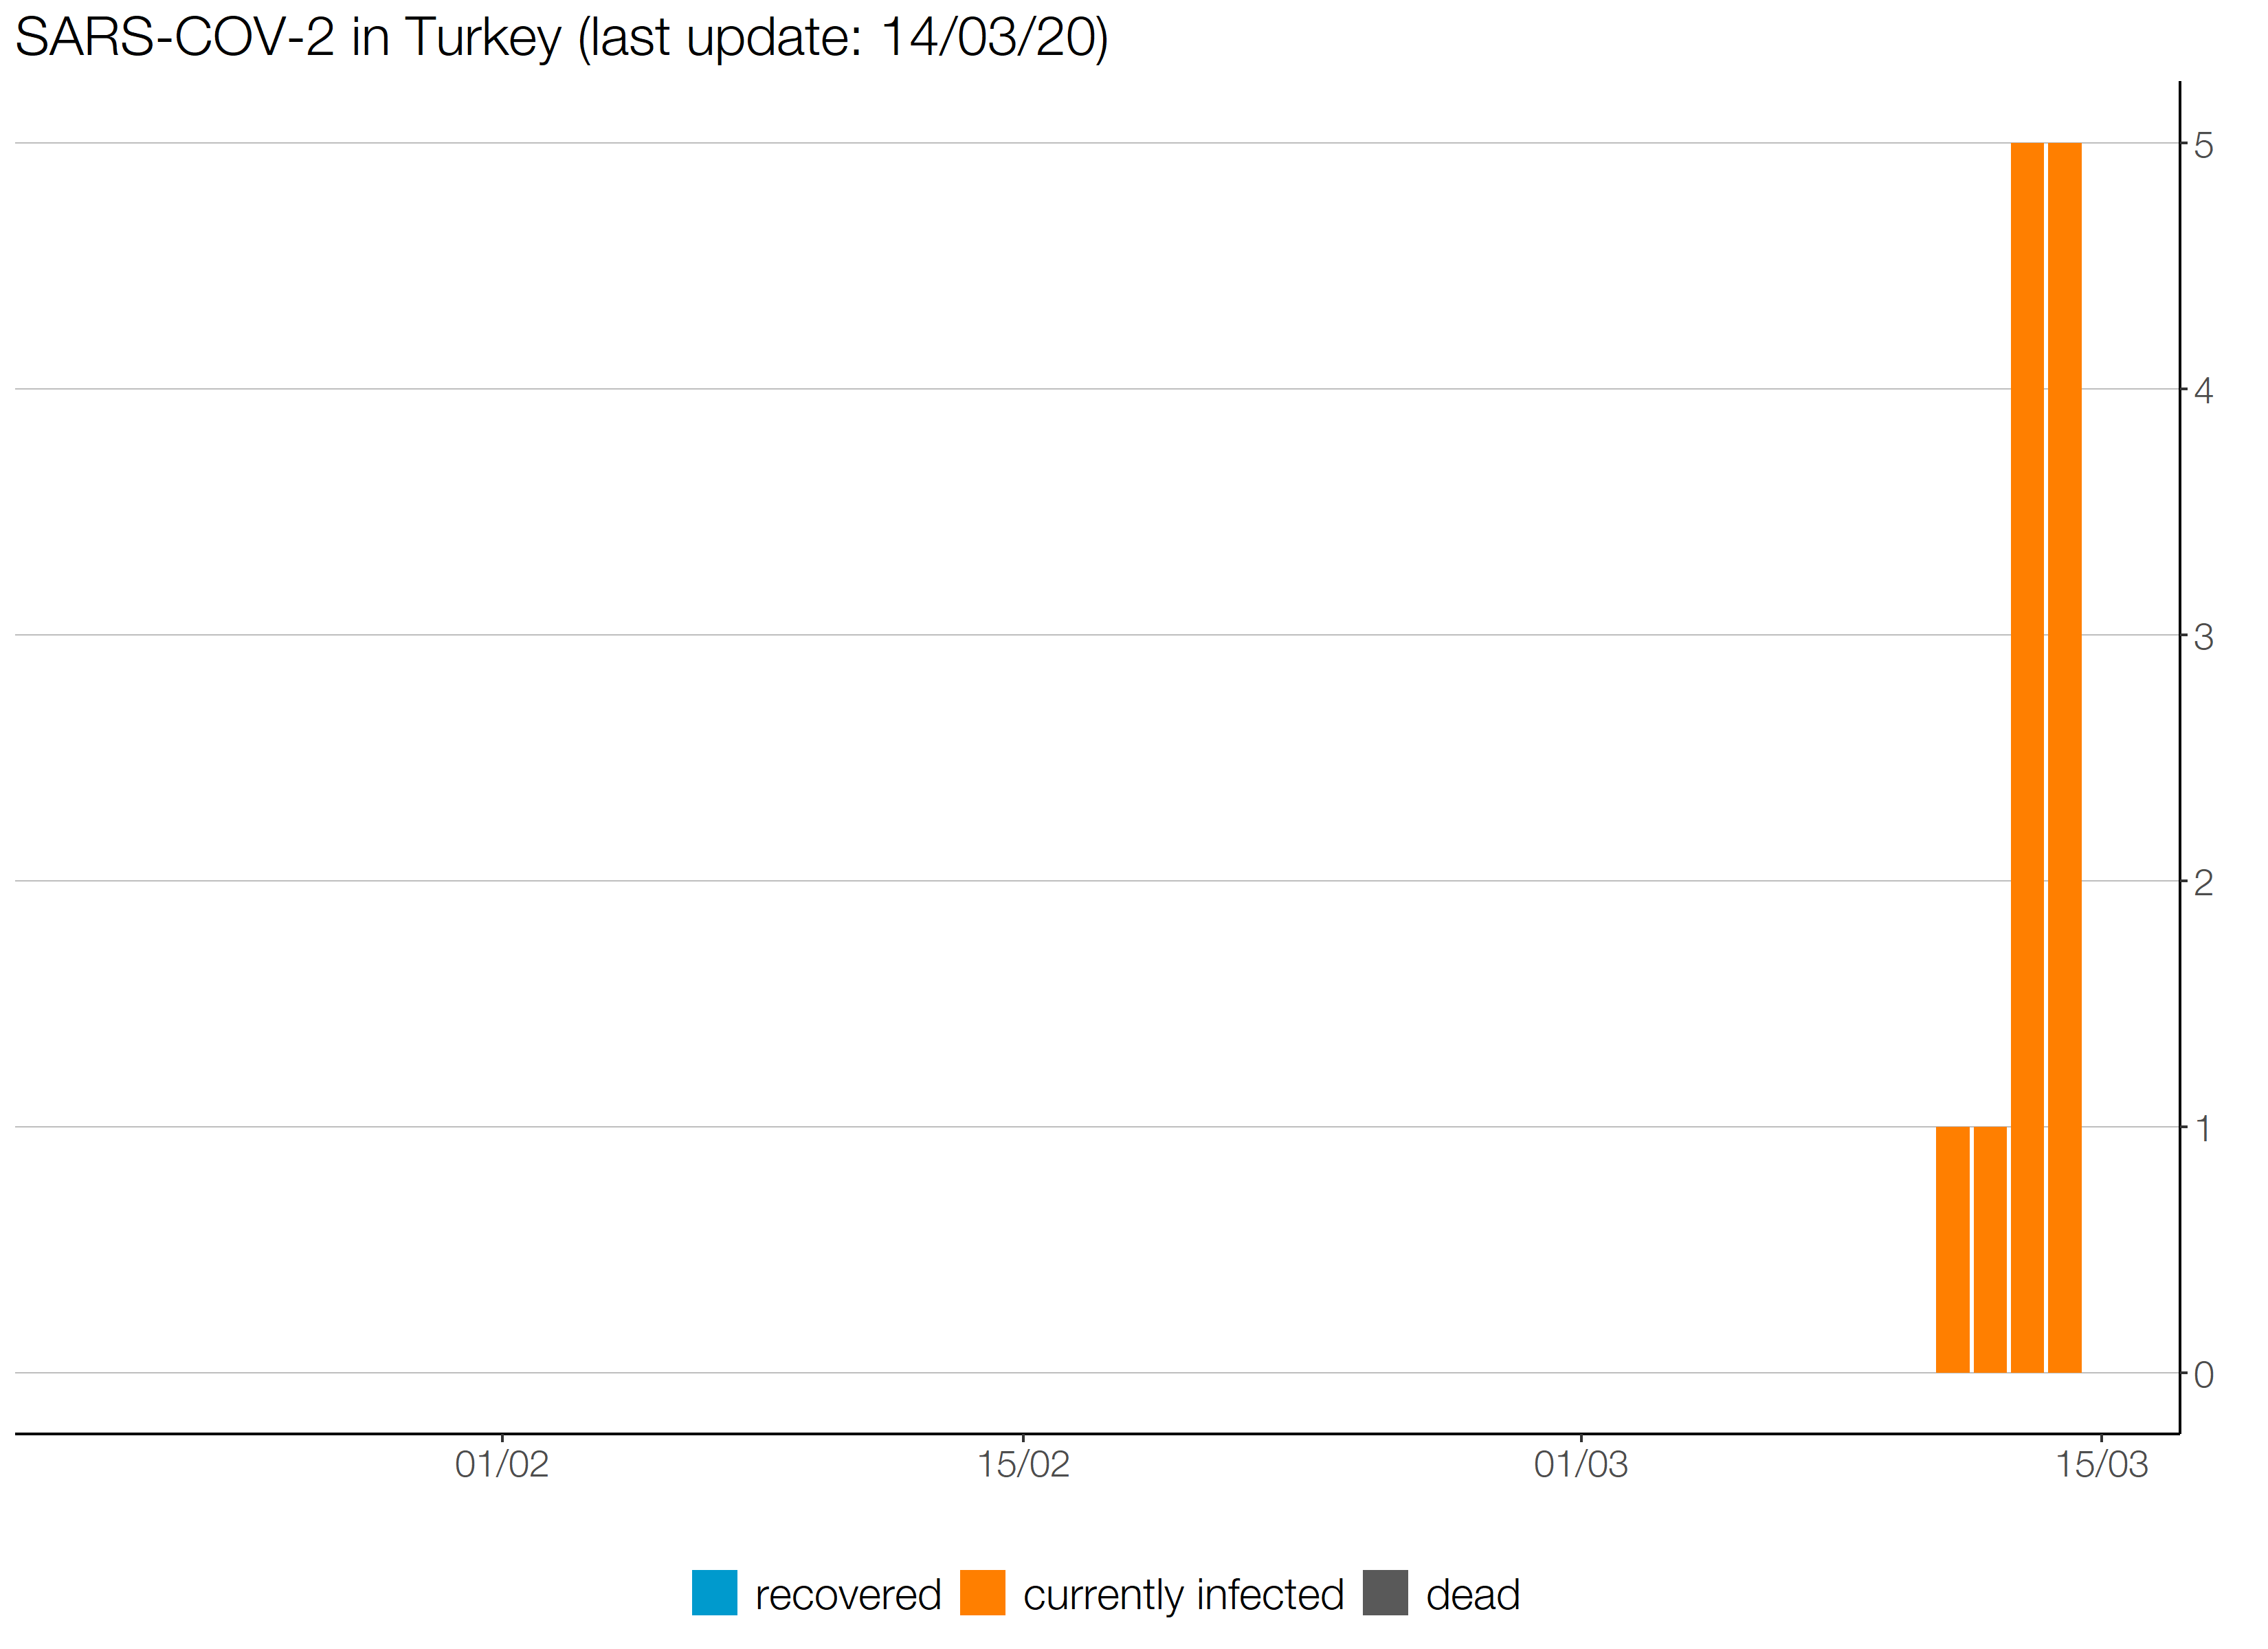 SARS-COV-2 in Turkey (last update: 14/03/20)
5
4
3
2
1
0
01/02 15/02 01/03 15/03
recovered currently infected dead